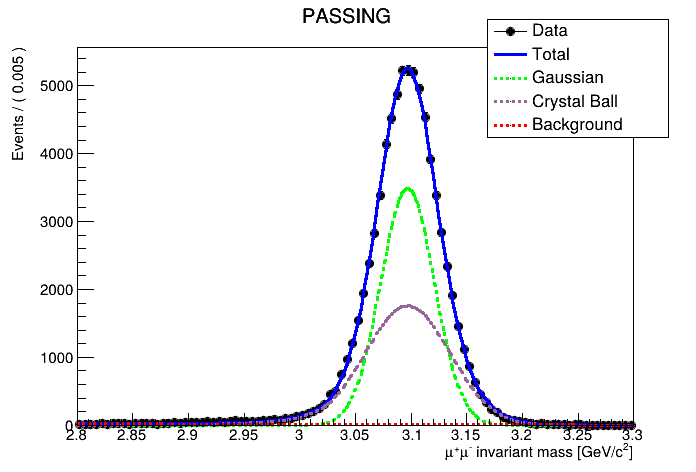 PASSING
Data
Total
Gaussian
Crystal Ball
Background
Events / ( 0.005 )
5000
4000
3000
2000
1000
0
2.8 2.85 2.9 2.95 3 3.05 3.1 3.15 3.2 3.25 3.3
μ⁺μ⁻ invariant mass [GeV/c²]